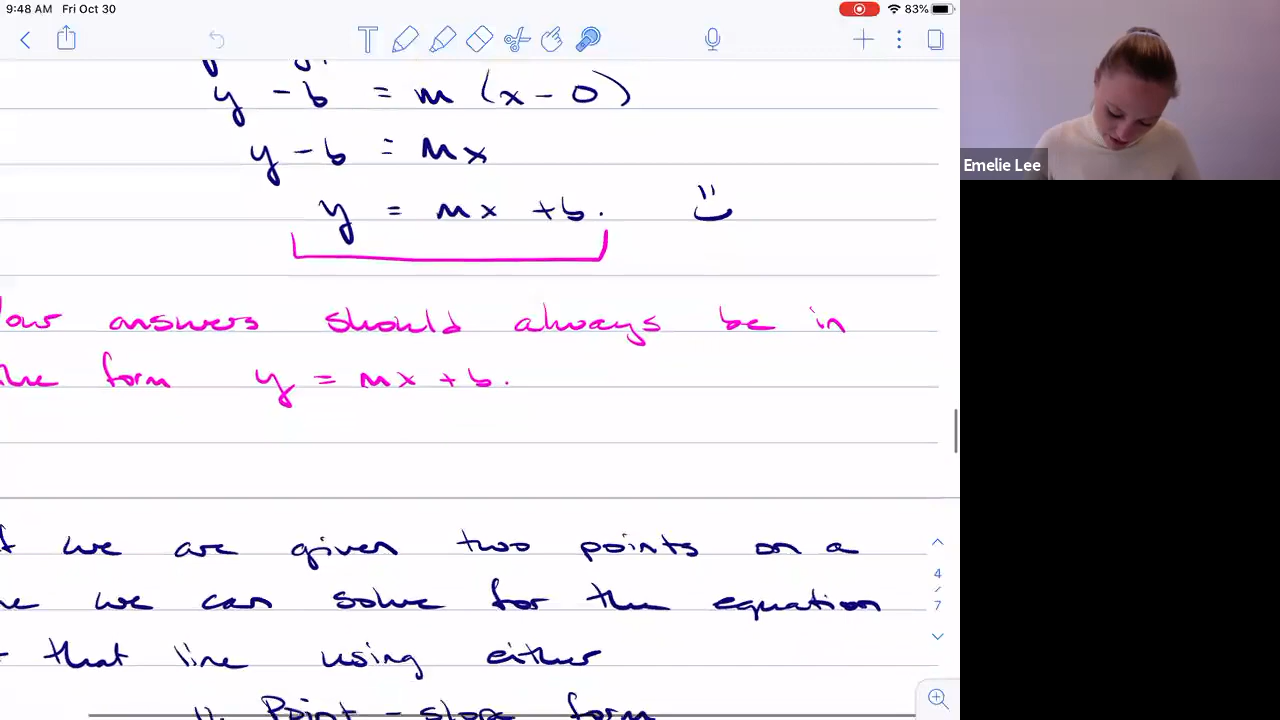 9:48 AM Fri Oct 30
83%
y - b = m (x - 0)
y - b = mx
y = mx + b.
Emelie Lee
answers should always be in
form y = mx + b.
we are given two points on a
we can solve for the equation
that line using either
4
7
Point - slope form